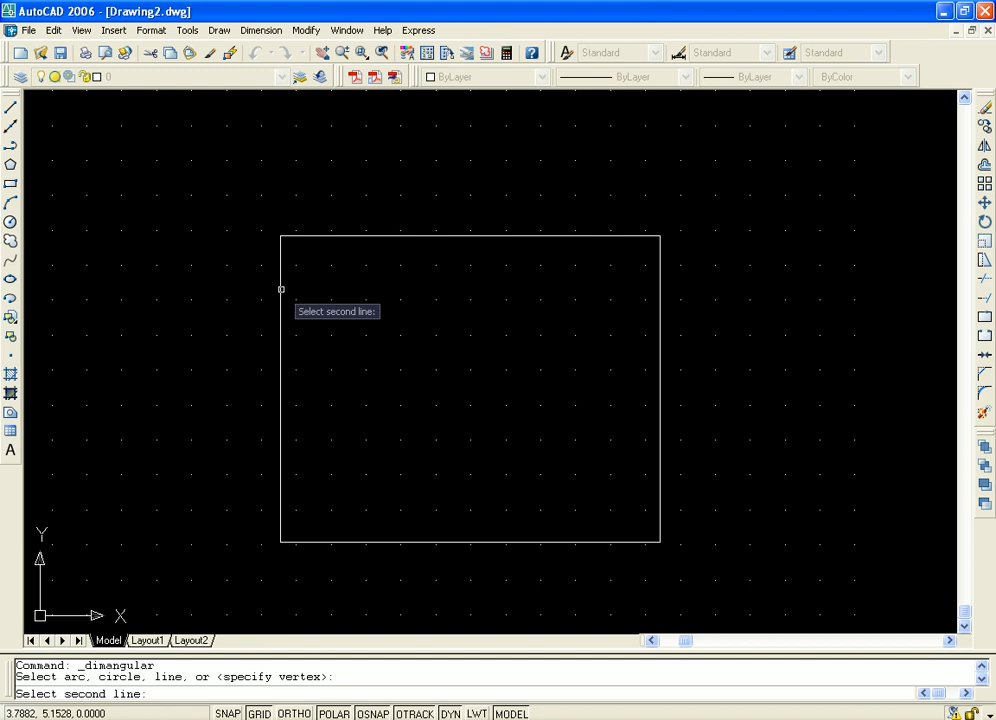 AutoCAD 2006 - [Drawing2.dwg]
File Edit View Insert Format Tools Draw Dimension Modify Window Help Express
Standard Standard Standard
0 ByLayer ByLayer ByLayer ByColor
A
Select second line:
Y
X
Model Layout1 Layout2
Command: _dimangular
Select arc, circle, line, or <specify vertex>:
Select second line:
3.7882, 5.1528, 0.0000 SNAP GRID ORTHO POLAR OSNAP OTRACK DYN LWT MODEL